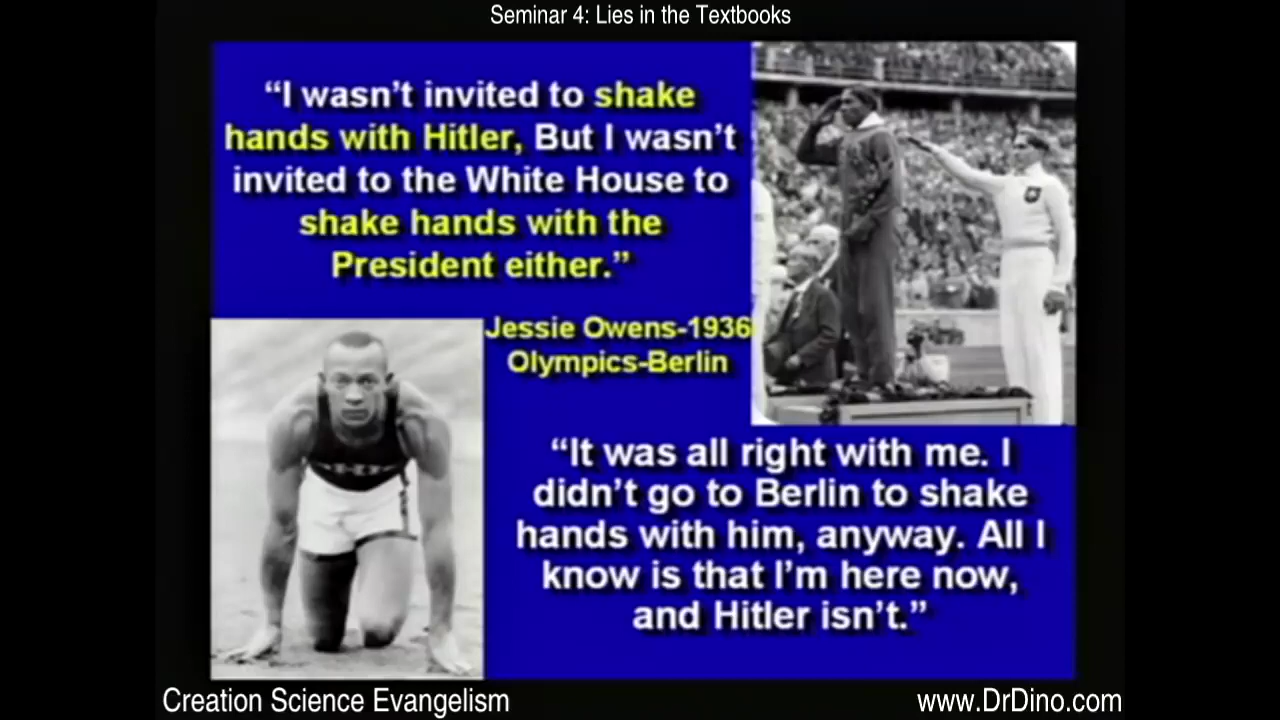 Seminar 4: Lies in the Textbooks
“I wasn’t invited to shake
hands with Hitler, But I wasn’t
invited to the White House to
shake hands with the
President either.”
Jessie Owens-1936
Olympics-Berlin
“It was all right with me. I
didn’t go to Berlin to shake
hands with him, anyway. All I
know is that I’m here now,
and Hitler isn’t.”
Creation Science Evangelism
www.DrDino.com